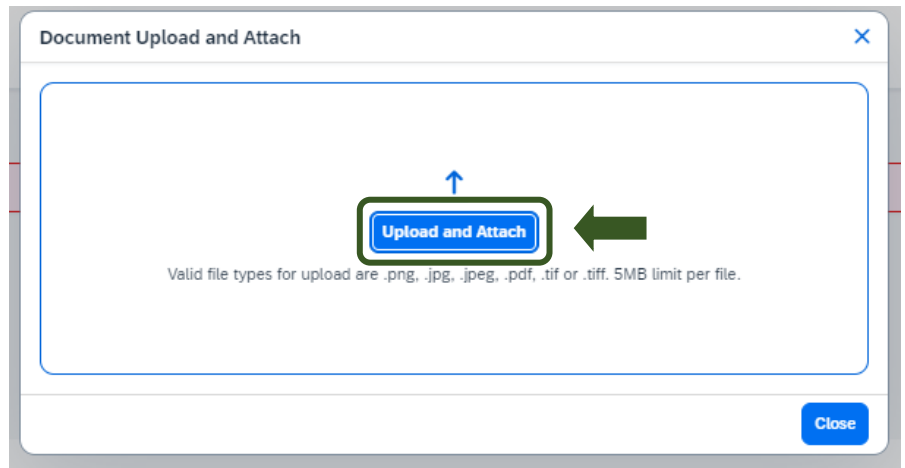 Document Upload and Attach
Upload and Attach
Valid file types for upload are .png, .jpg, .jpeg, .pdf, .tif or .tiff. 5MB limit per file.
Close